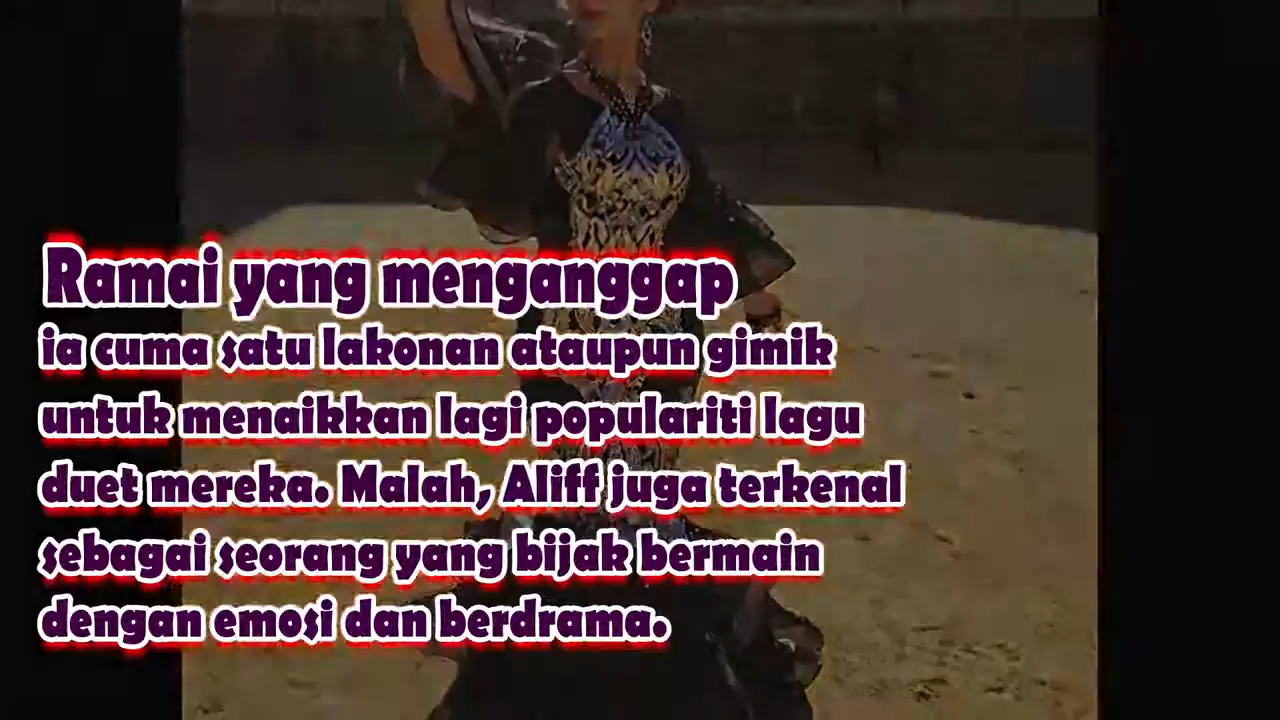 Ramai yang menganggap
ia cuma satu lakonan ataupun gimik
untuk menaikkan lagi populariti lagu
duet mereka. Malah, Aliff juga terkenal
sebagai seorang yang bijak bermain
dengan emosi dan berdrama.